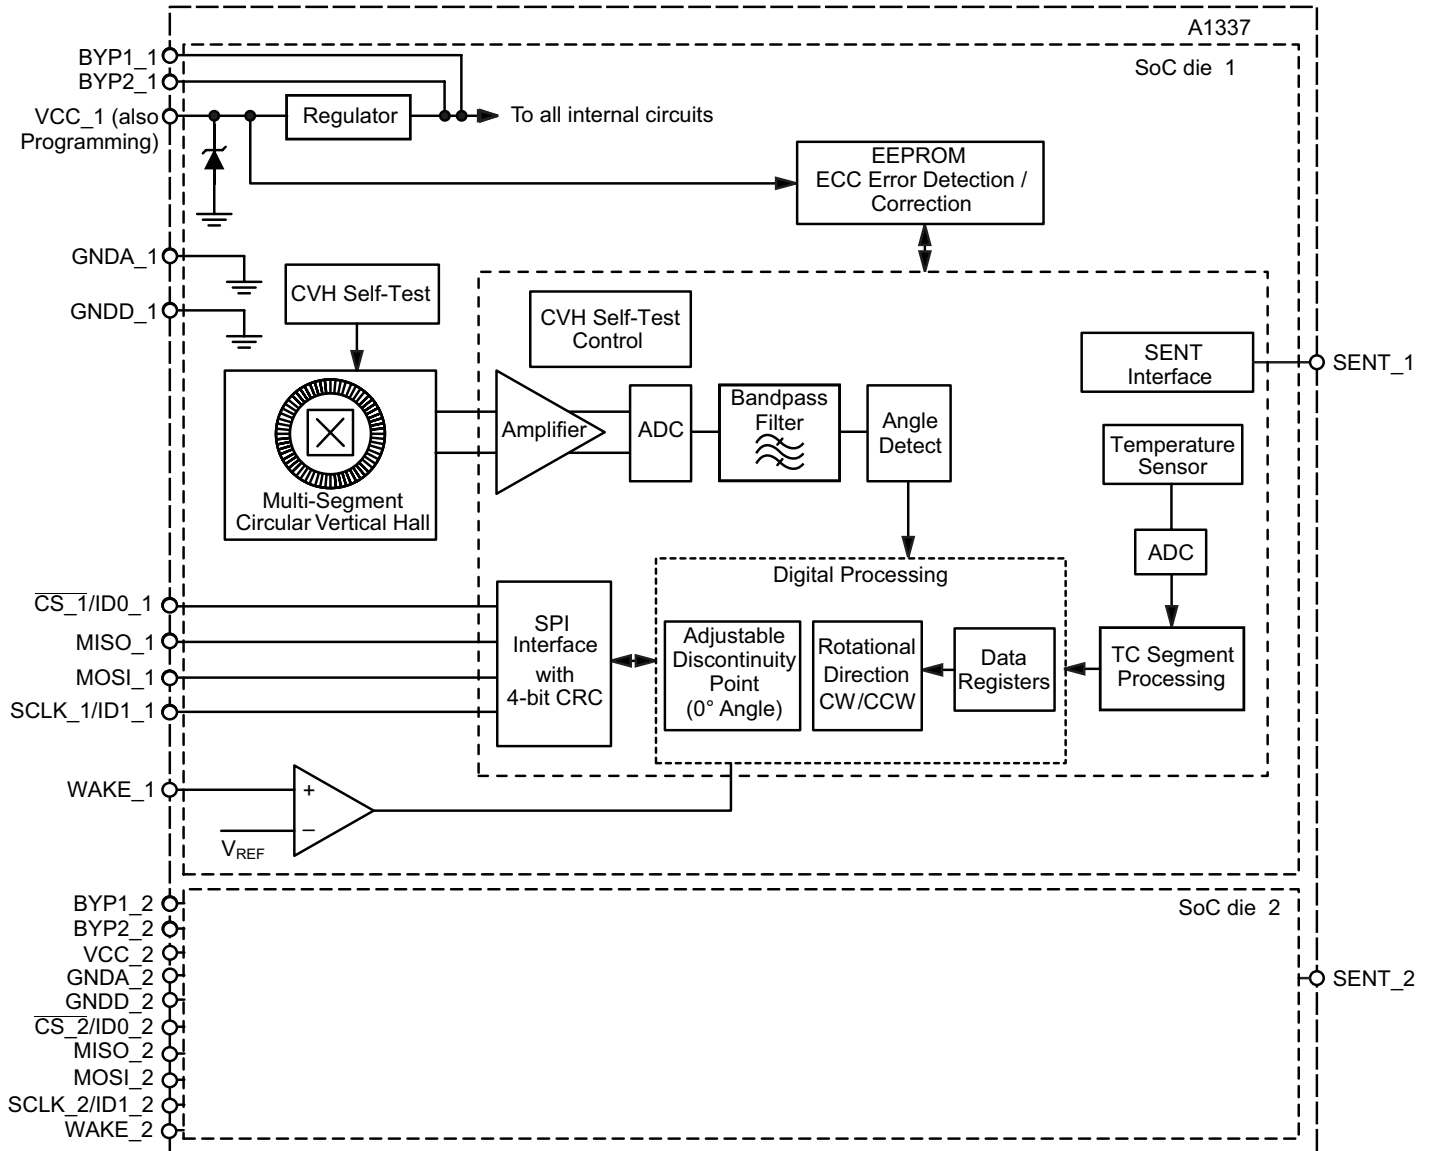 A1337
SoC die 1
BYP1_1
BYP2_1
VCC_1 (also
Programming)
Regulator
To all internal circuits
EEPROM
ECC Error Detection /
Correction
GNDA_1
GNDD_1
CVH Self-Test
CVH Self-Test
Control
SENT
Interface
SENT_1
Multi-Segment
Circular Vertical Hall
Amplifier
ADC
Bandpass
Filter
Angle
Detect
Temperature
Sensor
ADC
Digital Processing
CS_1/ID0_1
MISO_1
MOSI_1
SCLK_1/ID1_1
SPI
Interface
with
4-bit CRC
Adjustable
Discontinuity
Point
(0° Angle)
Rotational
Direction
CW/CCW
Data
Registers
TC Segment
Processing
WAKE_1
+
–
VREF
SoC die 2
BYP1_2
BYP2_2
VCC_2
GNDA_2
GNDD_2
CS_2/ID0_2
MISO_2
MOSI_2
SCLK_2/ID1_2
WAKE_2
SENT_2